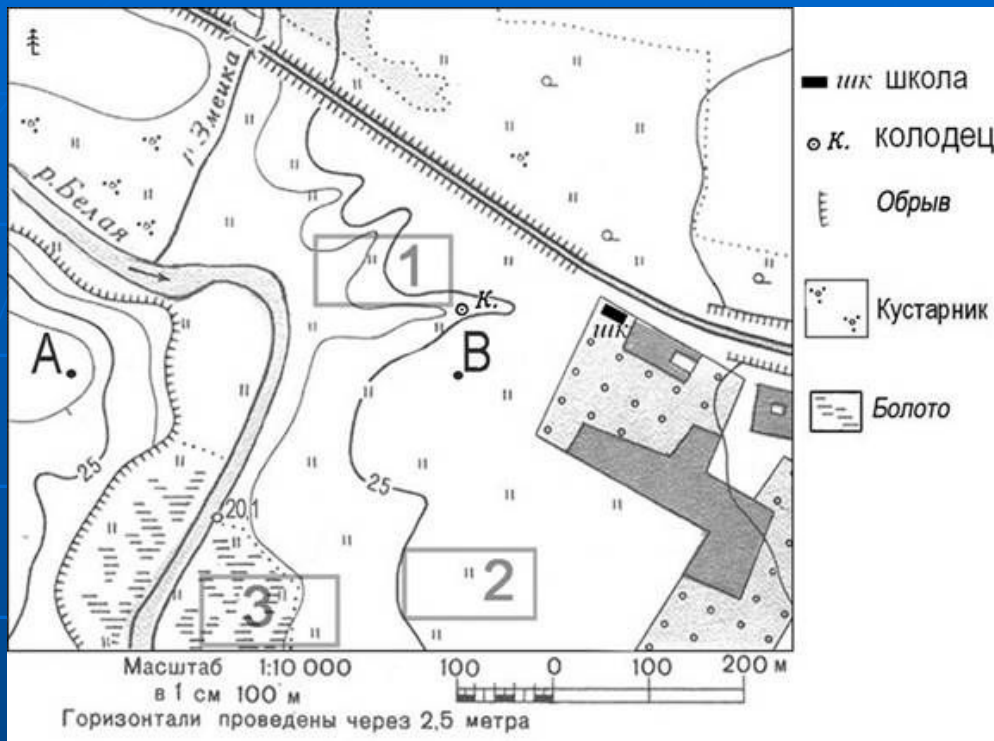 р. Змейка
р. Белая
1
К.
шк
А
В
25
25
20,1
2
3
шк школа
К. колодец
Обрыв
Кустарник
Болото
Масштаб 1:10 000
в 1 см 100 м
100 0 100 200 м
Горизонтали проведены через 2,5 метра